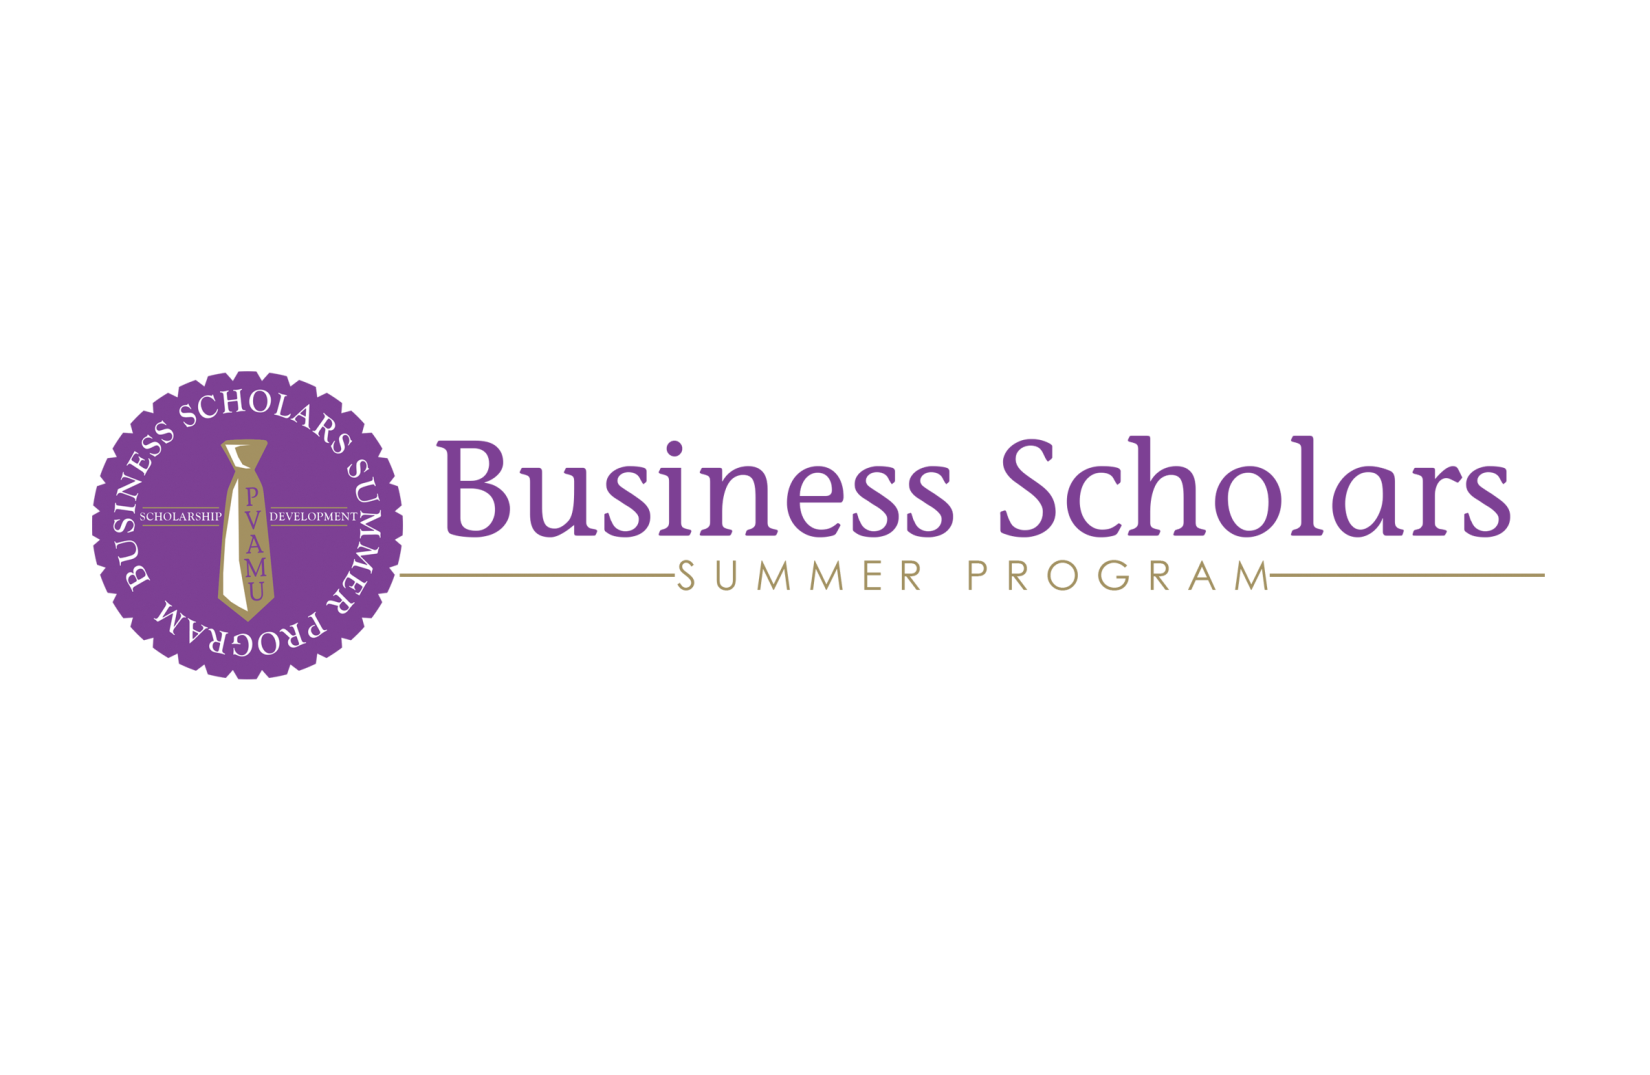 BUSINESS SCHOLARS SUMMER PROGRAM
SCHOLARSHIP
DEVELOPMENT
PVAMU
Business Scholars
SUMMER PROGRAM